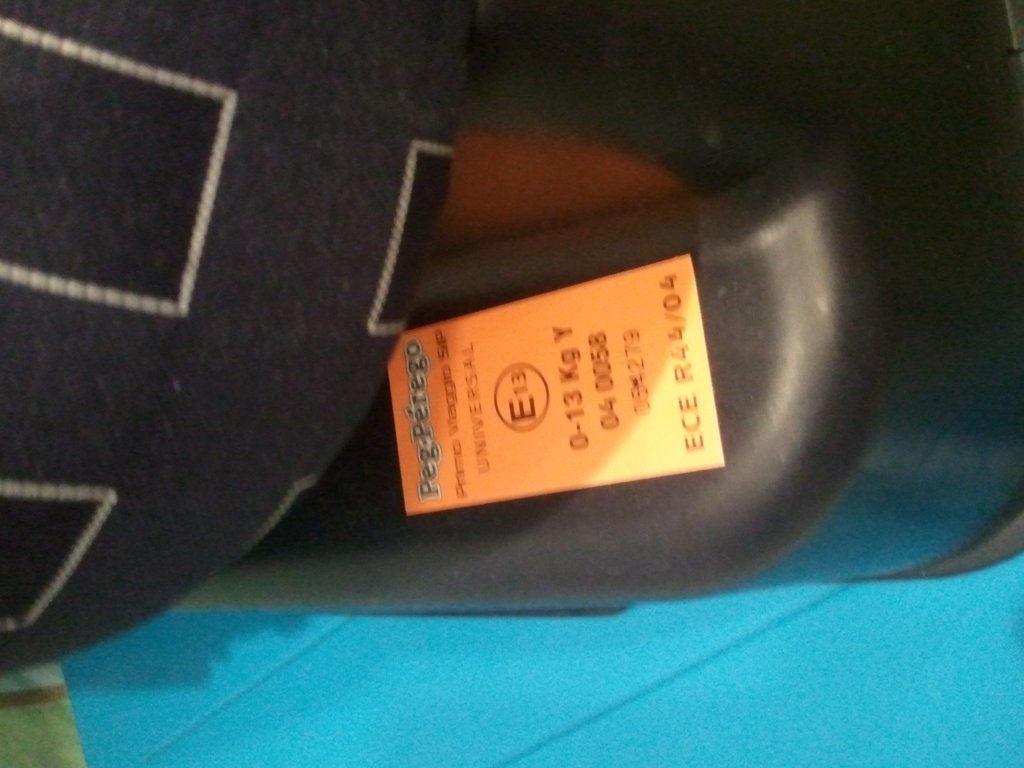 Peg-Pérego
Primo Viaggio SIP
UNIVERSAL
E13
0-13 Kg Y
04 0058
ECE R44/04